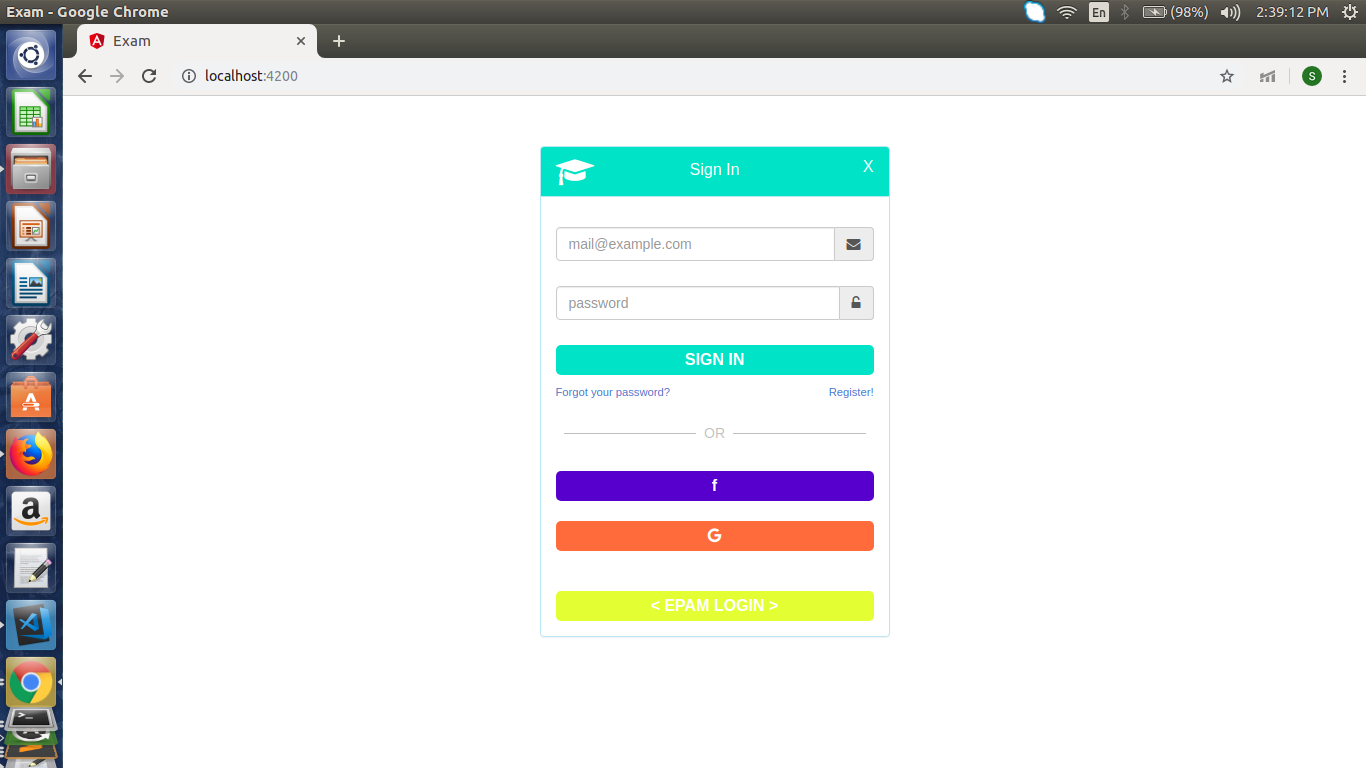 Exam - Google Chrome
En
(98%)
2:39:12 PM
Exam
localhost:4200
S
Sign In
X
mail@example.com
password
SIGN IN
Forgot your password?
Register!
OR
f
G
< EPAM LOGIN >